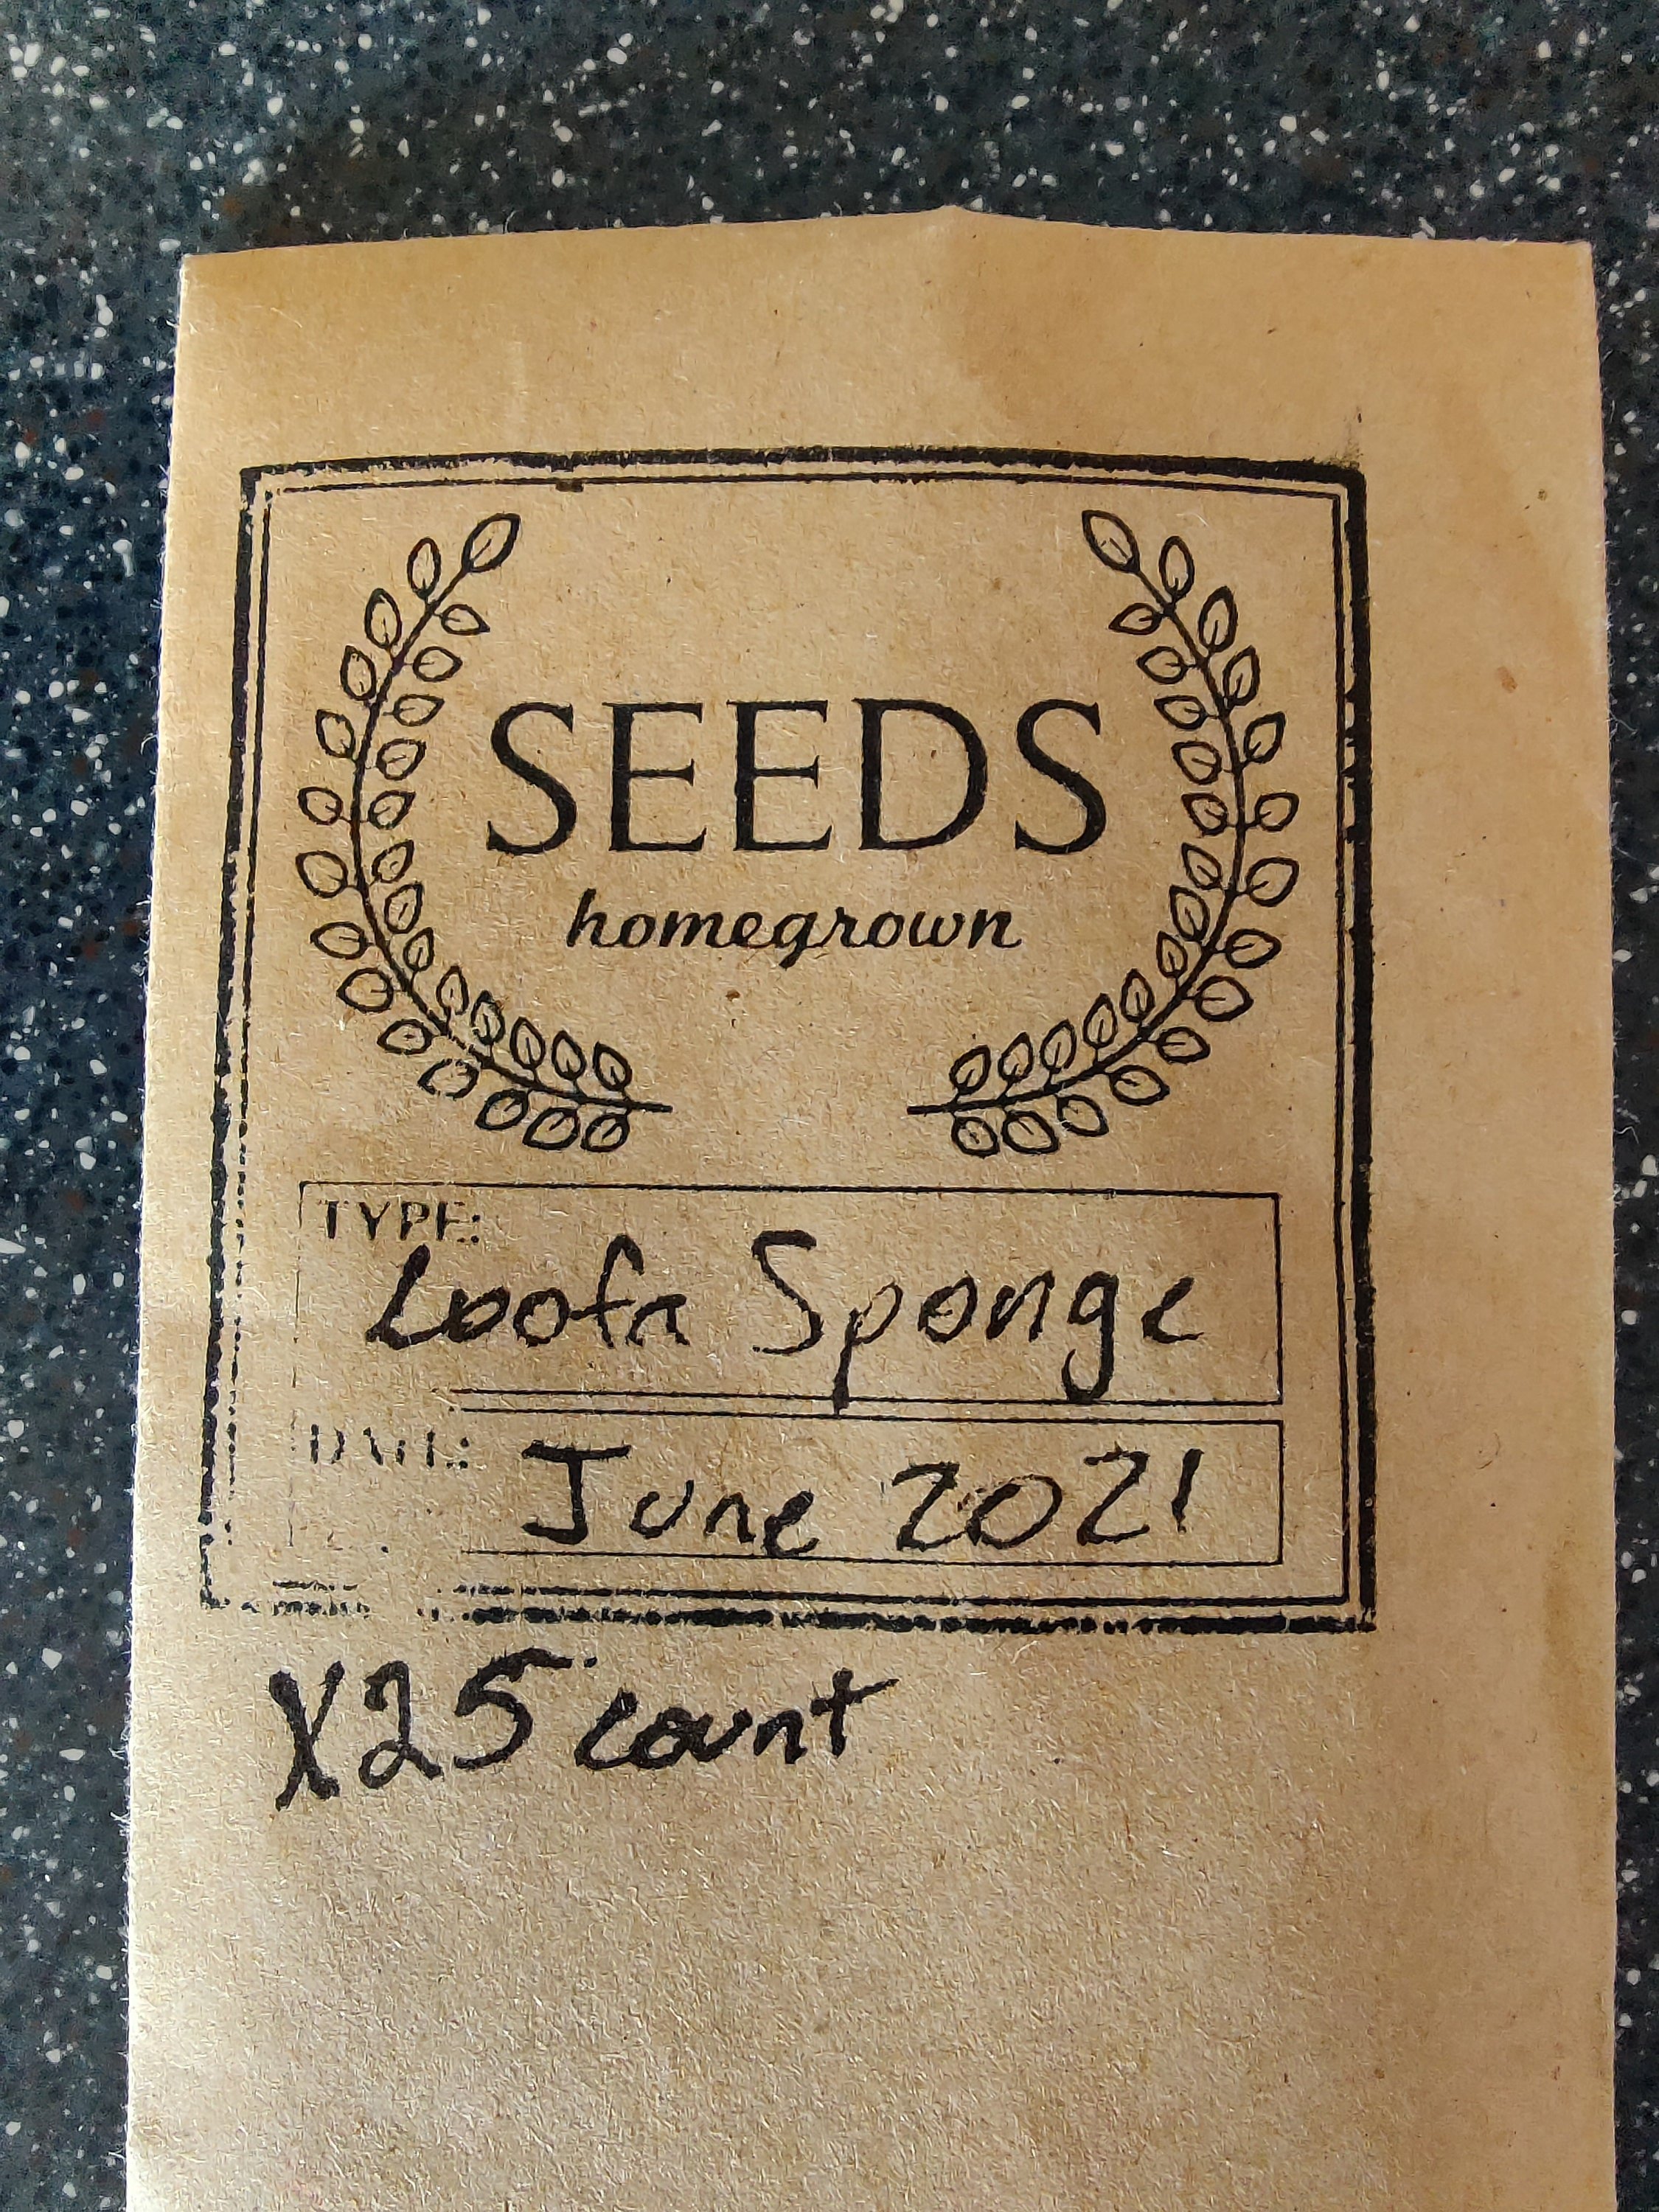 SEEDS
homegrown
TYPE:
Loofa Sponge
DATE: June 2021
X25 count